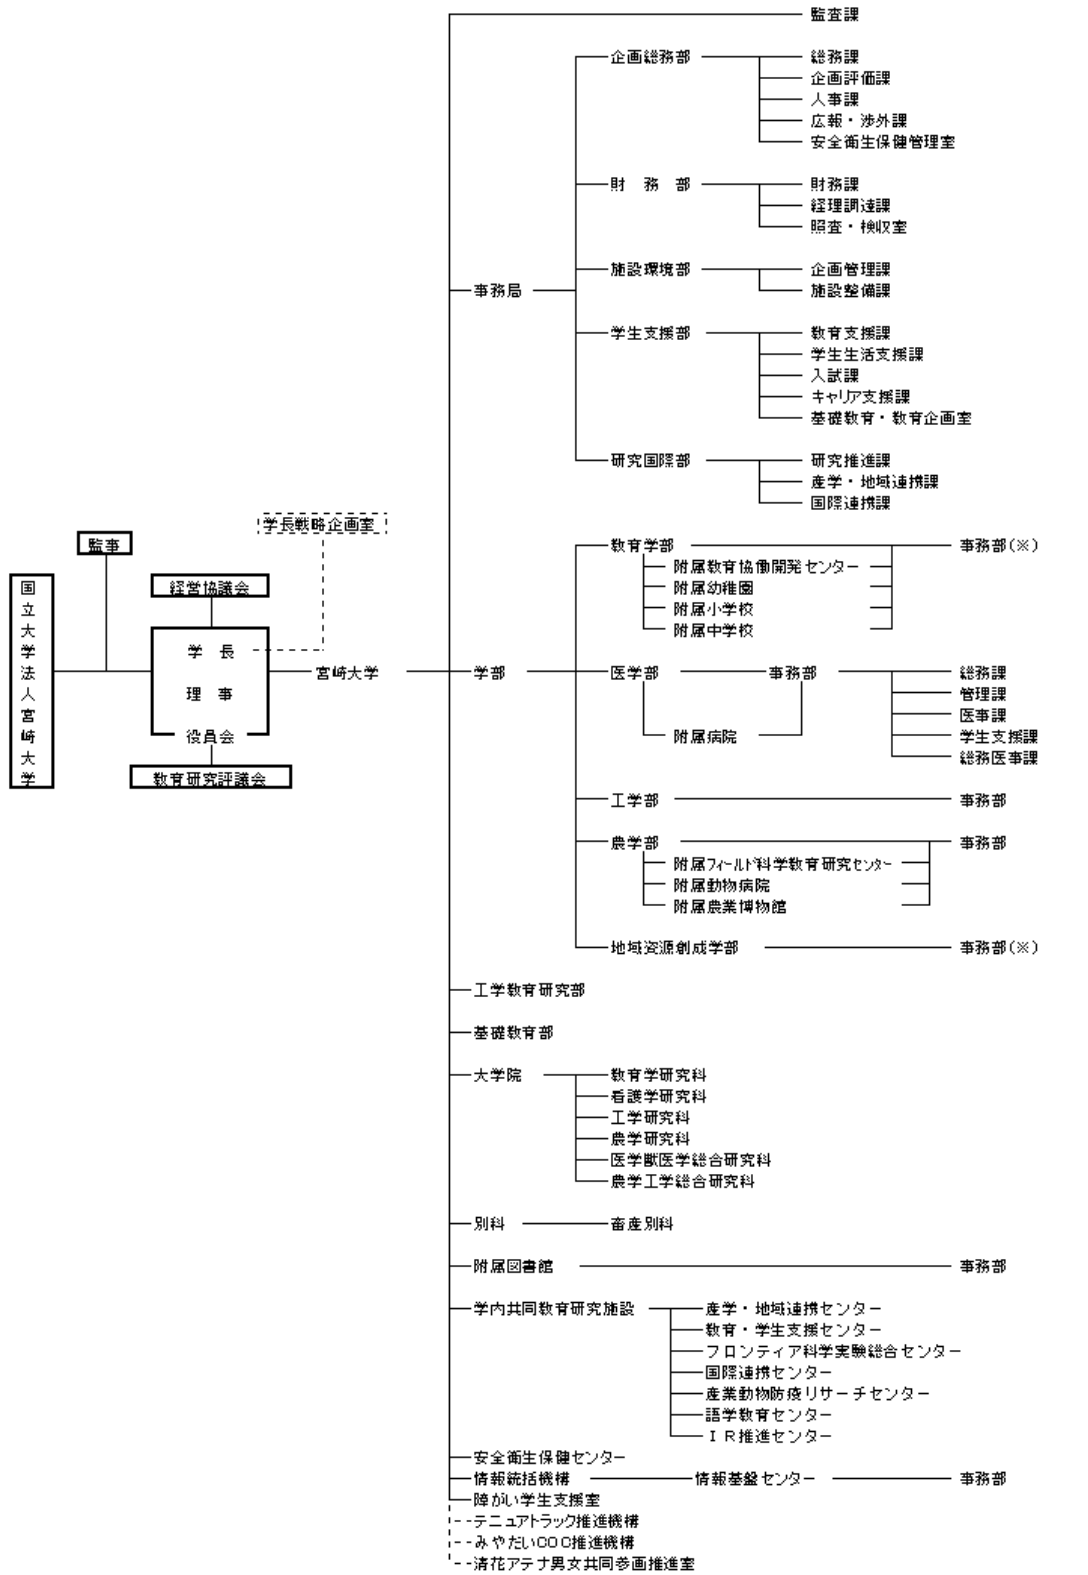 監査課
企画総務部 総務課
企画評価課
人事課
広報・渉外課
安全衛生保健管理室
財 務 部 財務課
経理調達課
照査・検収室
施設環境部 企画管理課
事務局 施設整備課
学生支援部 教育支援課
学生生活支援課
入試課
キャリア支援課
基礎教育・教育企画室
研究国際部 研究推進課
産学・地域連携課
国際連携課
学長戦略企画室
監事
経営協議会
国立大学法人宮崎大学
学 長
理 事
役員会
教育研究評議会
宮崎大学
学部
教育学部 事務部(※)
附属教育協働開発センター
附属幼稚園
附属小学校
附属中学校
医学部 事務部 総務課
管理課
医事課
附属病院 学生支援課
総務医事課
工学部 事務部
農学部 事務部
附属フィールド科学教育研究センター
附属動物病院
附属農業博物館
地域資源創成学部 事務部(※)
工学教育研究部
基礎教育部
大学院 教育学研究科
看護学研究科
工学研究科
農学研究科
医学獣医学総合研究科
農学工学総合研究科
別科 畜産別科
附属図書館 事務部
学内共同教育研究施設 産学・地域連携センター
教育・学生支援センター
フロンティア科学実験総合センター
国際連携センター
産業動物防疫リサーチセンター
語学教育センター
ＩＲ推進センター
安全衛生保健センター
情報統括機構 情報基盤センター 事務部
障がい学生支援室
テニュアトラック推進機構
みやだいCOC推進機構
清花アテナ男女共同参画推進室